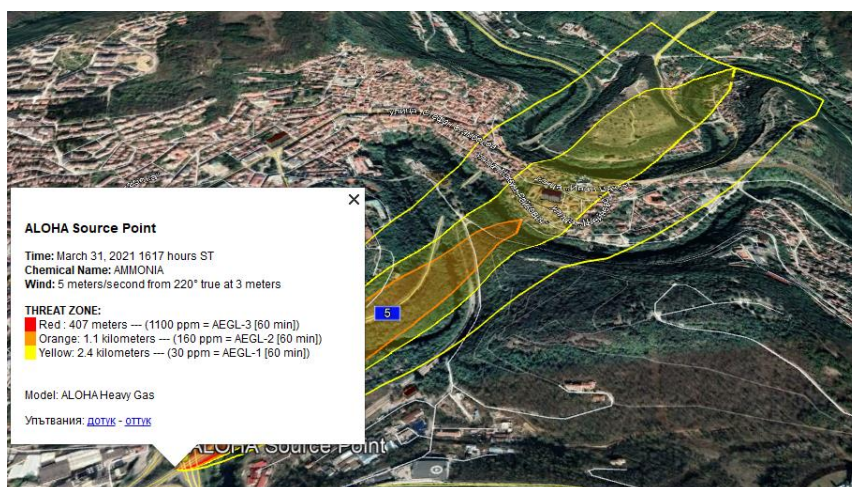 ALOHA Source Point
Time: March 31, 2021 1617 hours ST
Chemical Name: AMMONIA
Wind: 5 meters/second from 220° true at 3 meters
THREAT ZONE:
Red : 407 meters --- (1100 ppm = AEGL-3 [60 min])
Orange: 1.1 kilometers --- (160 ppm = AEGL-2 [60 min])
Yellow: 2.4 kilometers --- (30 ppm = AEGL-1 [60 min])
Model: ALOHA Heavy Gas
Упътвания: дотук - оттук
5
ALOHA Source Point